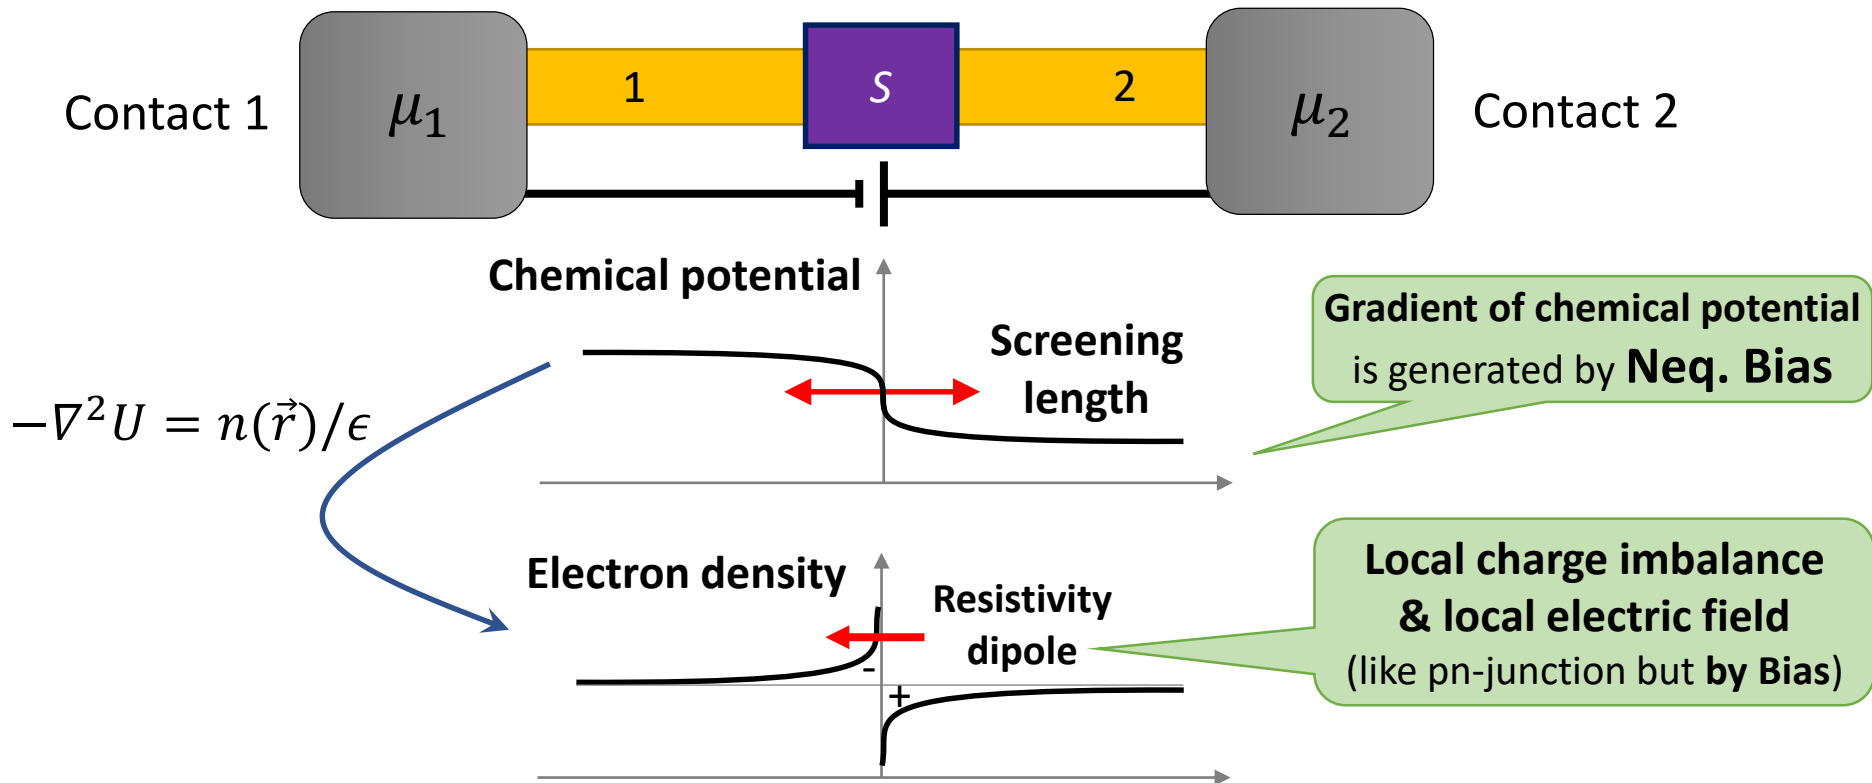 Contact 1
μ₁
1
S
2
μ₂
Contact 2
Chemical potential
Screening
length
Gradient of chemical potential
is generated by Neq. Bias
−∇²U = n(r⃗)/ϵ
Electron density
Resistivity
dipole
-
+
Local charge imbalance
& local electric field
(like pn-junction but by Bias)